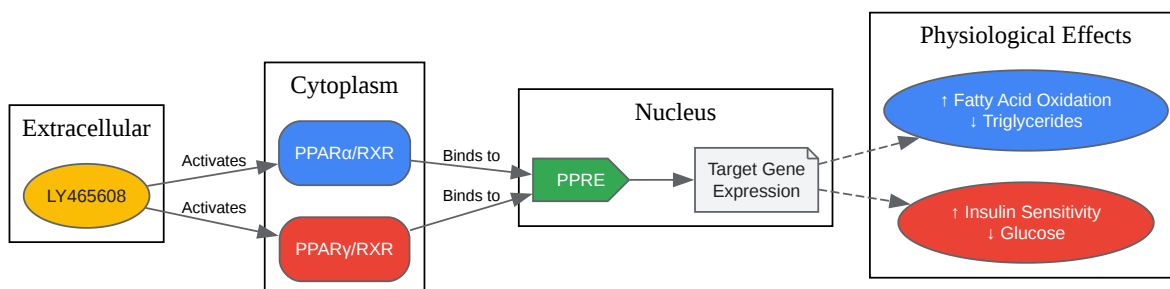 Extracellular
LY465608
Activates
Activates
Cytoplasm
PPARα/RXR
PPARγ/RXR
Binds to
Binds to
Nucleus
PPRE
Target Gene
Expression
Physiological Effects
↑ Fatty Acid Oxidation
↓ Triglycerides
↑ Insulin Sensitivity
↓ Glucose